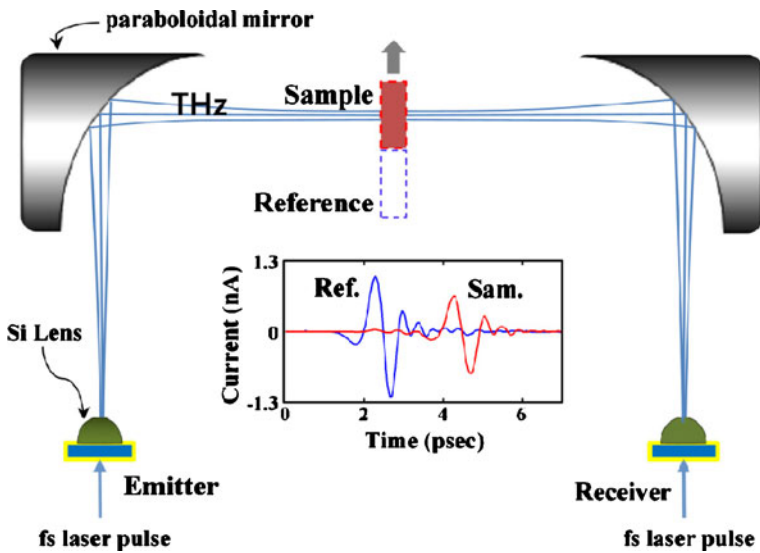 paraboloidal mirror
THz
Sample
Reference
1.3
Ref.
Sam.
Current (nA)
0
-1.3
0
2
4
6
Time (psec)
Si Lens
Emitter
Receiver
fs laser pulse
fs laser pulse